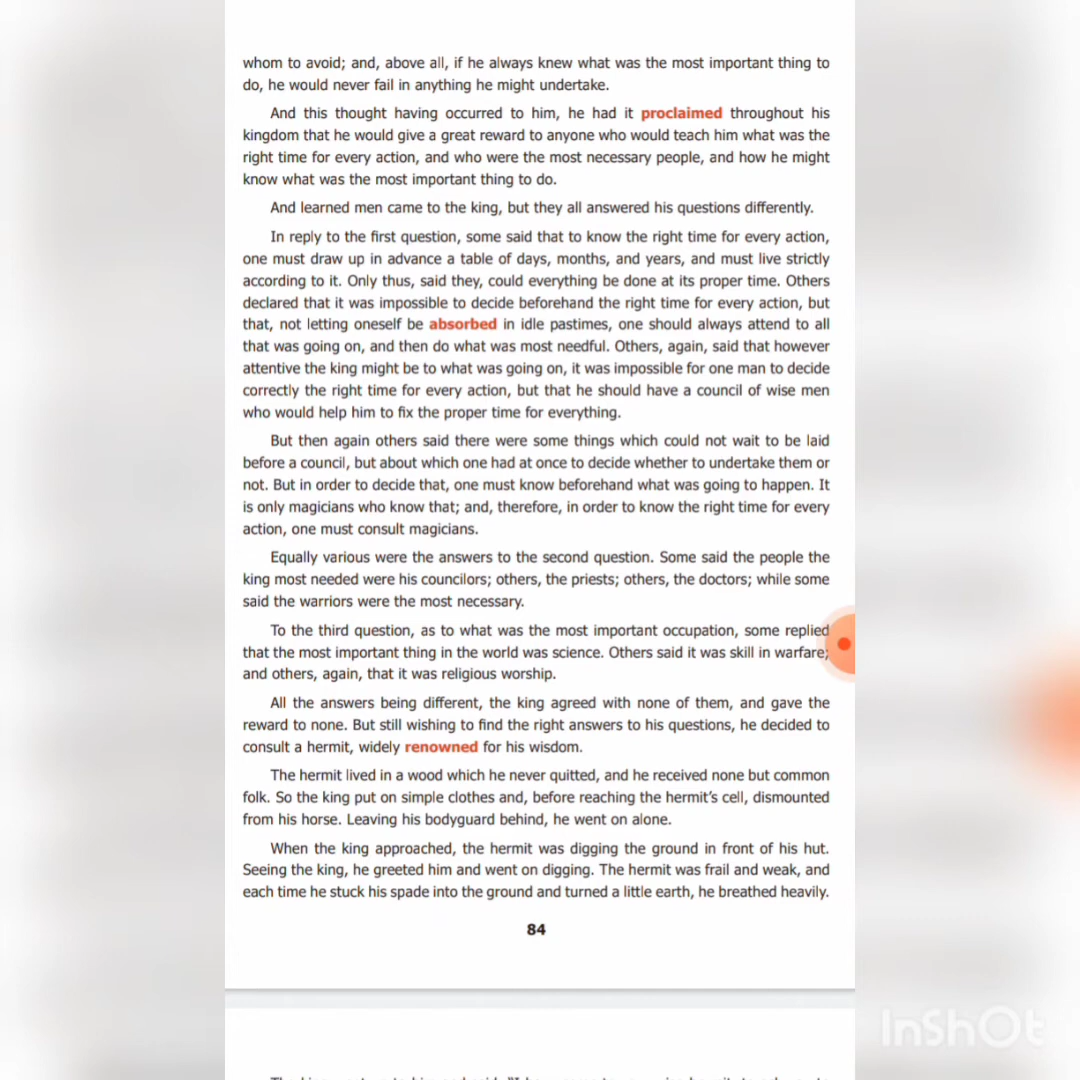 whom to avoid; and, above all, if he always knew what was the most important thing to
do, he would never fail in anything he might undertake.
And this thought having occurred to him, he had it proclaimed throughout his
kingdom that he would give a great reward to anyone who would teach him what was the
right time for every action, and who were the most necessary people, and how he might
know what was the most important thing to do.
And learned men came to the king, but they all answered his questions differently.
In reply to the first question, some said that to know the right time for every action,
one must draw up in advance a table of days, months, and years, and must live strictly
according to it. Only thus, said they, could everything be done at its proper time. Others
declared that it was impossible to decide beforehand the right time for every action, but
that, not letting oneself be absorbed in idle pastimes, one should always attend to all
that was going on, and then do what was most needful. Others, again, said that however
attentive the king might be to what was going on, it was impossible for one man to decide
correctly the right time for every action, but that he should have a council of wise men
who would help him to fix the proper time for everything.
But then again others said there were some things which could not wait to be laid
before a council, but about which one had at once to decide whether to undertake them or
not. But in order to decide that, one must know beforehand what was going to happen. It
is only magicians who know that; and, therefore, in order to know the right time for every
action, one must consult magicians.
Equally various were the answers to the second question. Some said the people the
king most needed were his councilors; others, the priests; others, the doctors; while some
said the warriors were the most necessary.
To the third question, as to what was the most important occupation, some replied
that the most important thing in the world was science. Others said it was skill in warfare;
and others, again, that it was religious worship.
All the answers being different, the king agreed with none of them, and gave the
reward to none. But still wishing to find the right answers to his questions, he decided to
consult a hermit, widely renowned for his wisdom.
The hermit lived in a wood which he never quitted, and he received none but common
folk. So the king put on simple clothes and, before reaching the hermit's cell, dismounted
from his horse. Leaving his bodyguard behind, he went on alone.
When the king approached, the hermit was digging the ground in front of his hut.
Seeing the king, he greeted him and went on digging. The hermit was frail and weak, and
each time he stuck his spade into the ground and turned a little earth, he breathed heavily.
84
InShOt